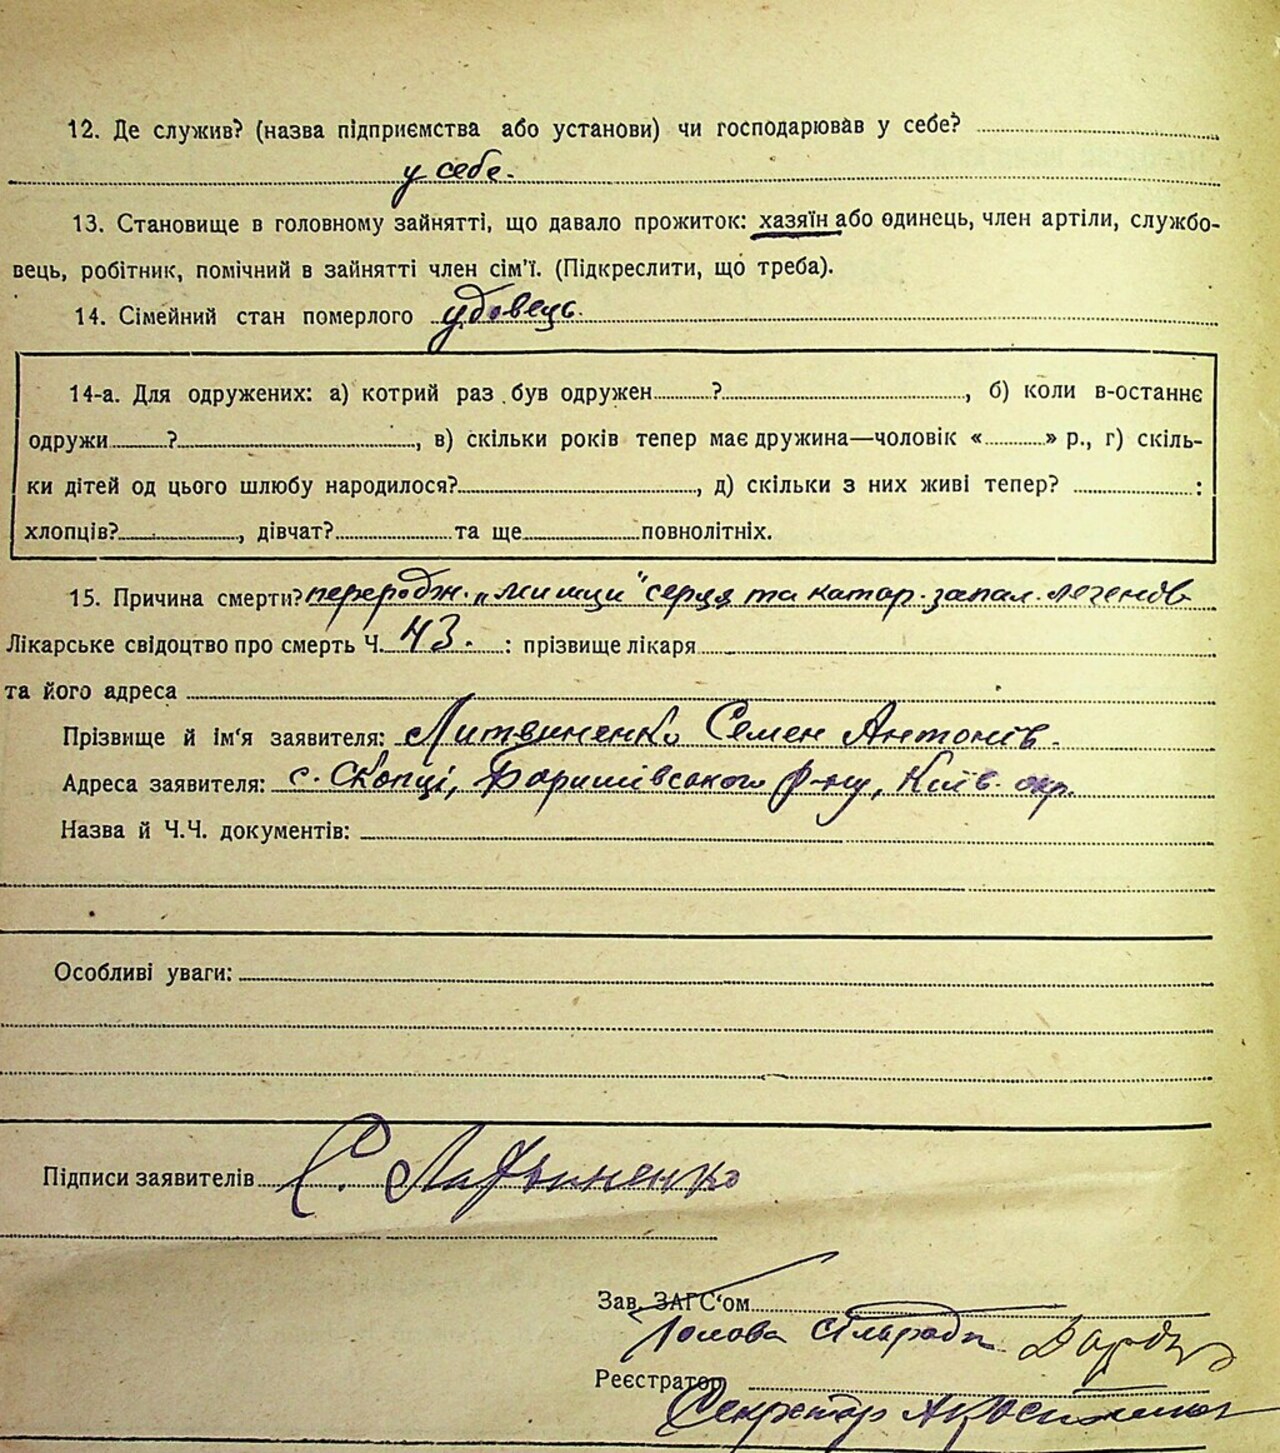 12. Де служив? (назва підприємства або установи) чи господарював у себе?
у себе.
13. Становище в головному зайнятті, що давало прожиток: хазяїн або одинець, член артіли, службо-
вець, робітник, помічний в зайнятті член сім'ї. (Підкреслити, що треба).
14. Сімейний стан померлого удовець.
14-а. Для одружених: а) котрий раз був одружен ? , б) коли в-останнє
одружи ? , в) скільки років тепер має дружина—чоловік « » р., г) скіль-
ки дітей од цього шлюбу народилося? , д) скільки з них живі тепер? :
хлопців? , дівчат? та ще повнолітніх.
15. Причина смерти? переродж. „мишци" серця та катар. запал. легенів
Лікарське свідоцтво про смерть Ч. 43. : прізвище лікаря
та його адреса
Прізвище й ім'я заявителя: Литвиненко Семен Антонів.
Адреса заявителя: с. Скопці, Баришівського р-ну, Київ. окр.
Назва й Ч.Ч. документів:
Особливі уваги:
Підписи заявителів С. Литвиненко
Зав. ЗАГС'ом
Голова сільради
Реєстратор
Секретар